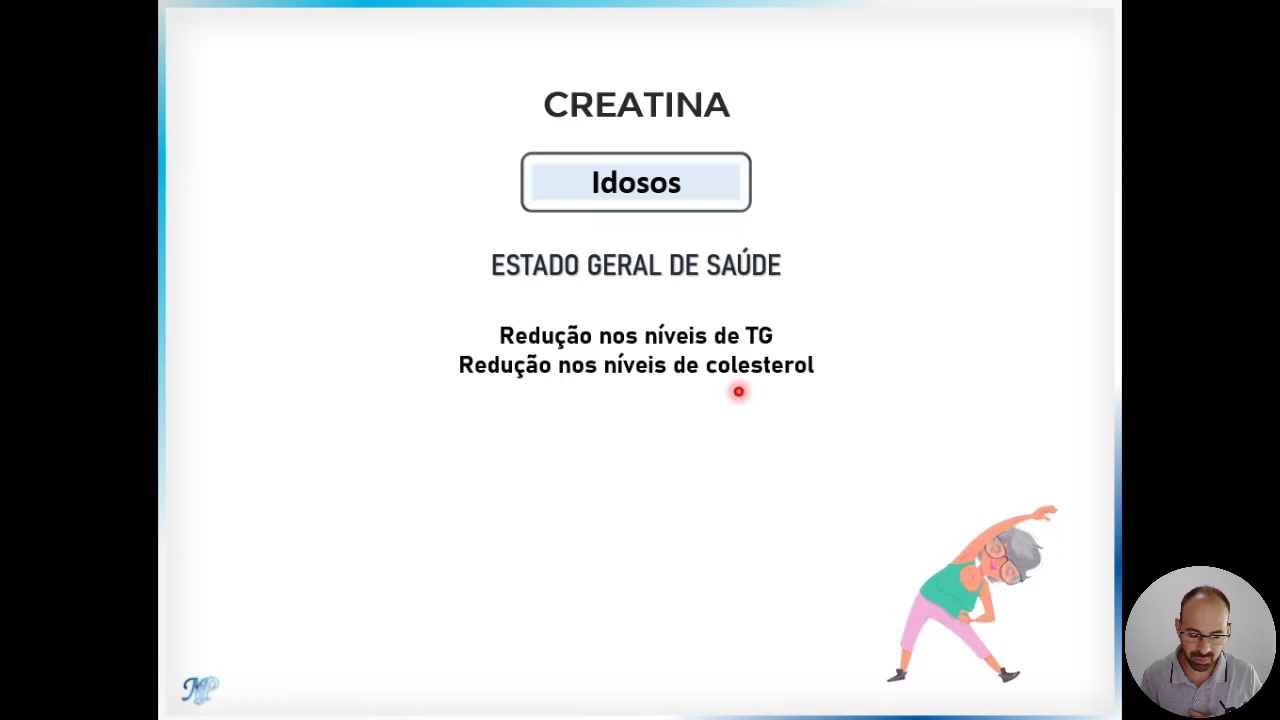 CREATINA
Idosos
ESTADO GERAL DE SAÚDE
Redução nos níveis de TG
Redução nos níveis de colesterol